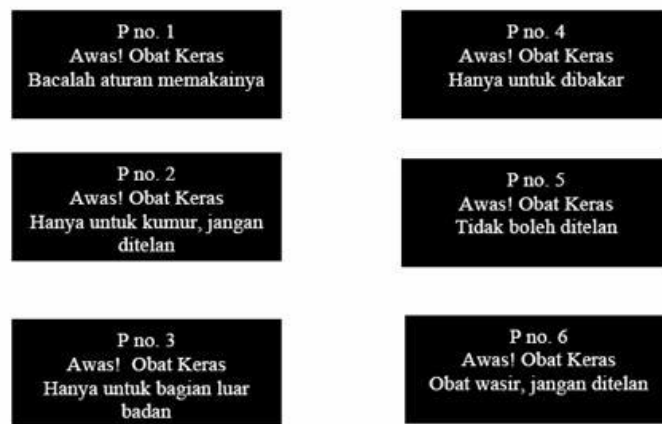 P no. 1
Awas! Obat Keras
Bacalah aturan memakainya
P no. 2
Awas! Obat Keras
Hanya untuk kumur, jangan
ditelan
P no. 3
Awas!  Obat Keras
Hanya untuk bagian luar
badan
P no. 4
Awas! Obat Keras
Hanya untuk dibakar
P no. 5
Awas! Obat Keras
Tidak boleh ditelan
P no. 6
Awas! Obat Keras
Obat wasir, jangan ditelan